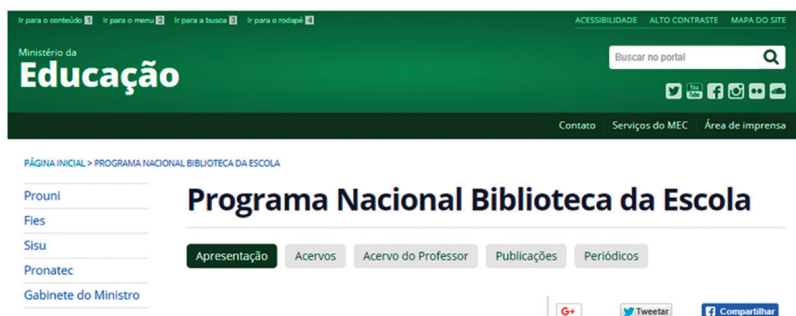 Ir para o conteúdo 1 Ir para o menu 2 Ir para a busca 3 Ir para o rodapé 4 ACESSIBILIDADE ALTO CONTRASTE MAPA DO SITE
Ministério da
Educação
Buscar no portal
You Tube
Contato Serviços do MEC Área de imprensa
PÁGINA INICIAL > PROGRAMA NACIONAL BIBLIOTECA DA ESCOLA
Prouni
Fies
Sisu
Pronatec
Gabinete do Ministro
Programa Nacional Biblioteca da Escola
Apresentação Acervos Acervo do Professor Publicações Periódicos
G+ Tweetar Compartilhar